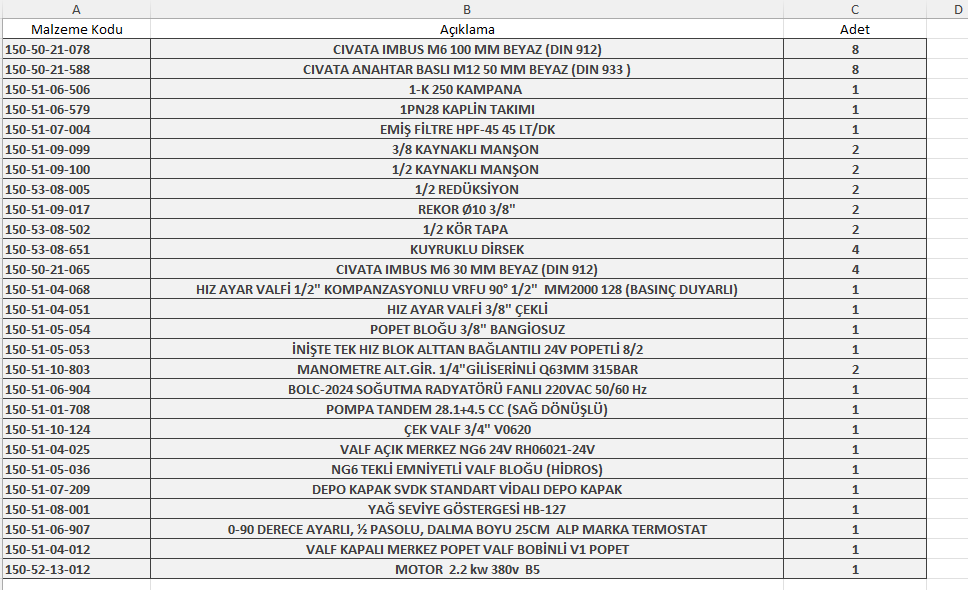 A B C D
Malzeme Kodu Açıklama Adet
150-50-21-078 CIVATA IMBUS M6 100 MM BEYAZ (DIN 912) 8
150-50-21-588 CIVATA ANAHTAR BASLI M12 50 MM BEYAZ (DIN 933 ) 8
150-51-06-506 1-K 250 KAMPANA 1
150-51-06-579 1PN28 KAPLİN TAKIMI 1
150-51-07-004 EMİŞ FİLTRE HPF-45 45 LT/DK 1
150-51-09-099 3/8 KAYNAKLI MANŞON 2
150-51-09-100 1/2 KAYNAKLI MANŞON 2
150-53-08-005 1/2 REDÜKSİYON 2
150-51-09-017 REKOR Ø10 3/8" 2
150-53-08-502 1/2 KÖR TAPA 2
150-53-08-651 KUYRUKLU DİRSEK 4
150-50-21-065 CIVATA IMBUS M6 30 MM BEYAZ (DIN 912) 4
150-51-04-068 HIZ AYAR VALFİ 1/2" KOMPANZASYONLU VRFU 90° 1/2" MM2000 128 (BASINÇ DUYARLI) 1
150-51-04-051 HIZ AYAR VALFİ 3/8" ÇEKLİ 1
150-51-05-054 POPET BLOĞU 3/8" BANGİOSUZ 1
150-51-05-053 İNİŞTE TEK HIZ BLOK ALTTAN BAĞLANTILI 24V POPETLİ 8/2 1
150-51-10-803 MANOMETRE ALT.GİR. 1/4"GİLİSERİNLİ Q63MM 315BAR 2
150-51-06-904 BOLC-2024 SOĞUTMA RADYATÖRÜ FANLI 220VAC 50/60 Hz 1
150-51-01-708 POMPA TANDEM 28.1+4.5 CC (SAĞ DÖNÜŞLÜ) 1
150-51-10-124 ÇEK VALF 3/4" V0620 1
150-51-04-025 VALF AÇIK MERKEZ NG6 24V RH06021-24V 1
150-51-05-036 NG6 TEKLİ EMNİYETLİ VALF BLOĞU (HİDROS) 1
150-51-07-209 DEPO KAPAK SVDK STANDART VİDALI DEPO KAPAK 1
150-51-08-001 YAĞ SEVİYE GÖSTERGESİ HB-127 1
150-51-06-907 0-90 DERECE AYARLI, ½ PASOLU, DALMA BOYU 25CM ALP MARKA TERMOSTAT 1
150-51-04-012 VALF KAPALI MERKEZ POPET VALF BOBİNLİ V1 POPET 1
150-52-13-012 MOTOR 2.2 kw 380v B5 1